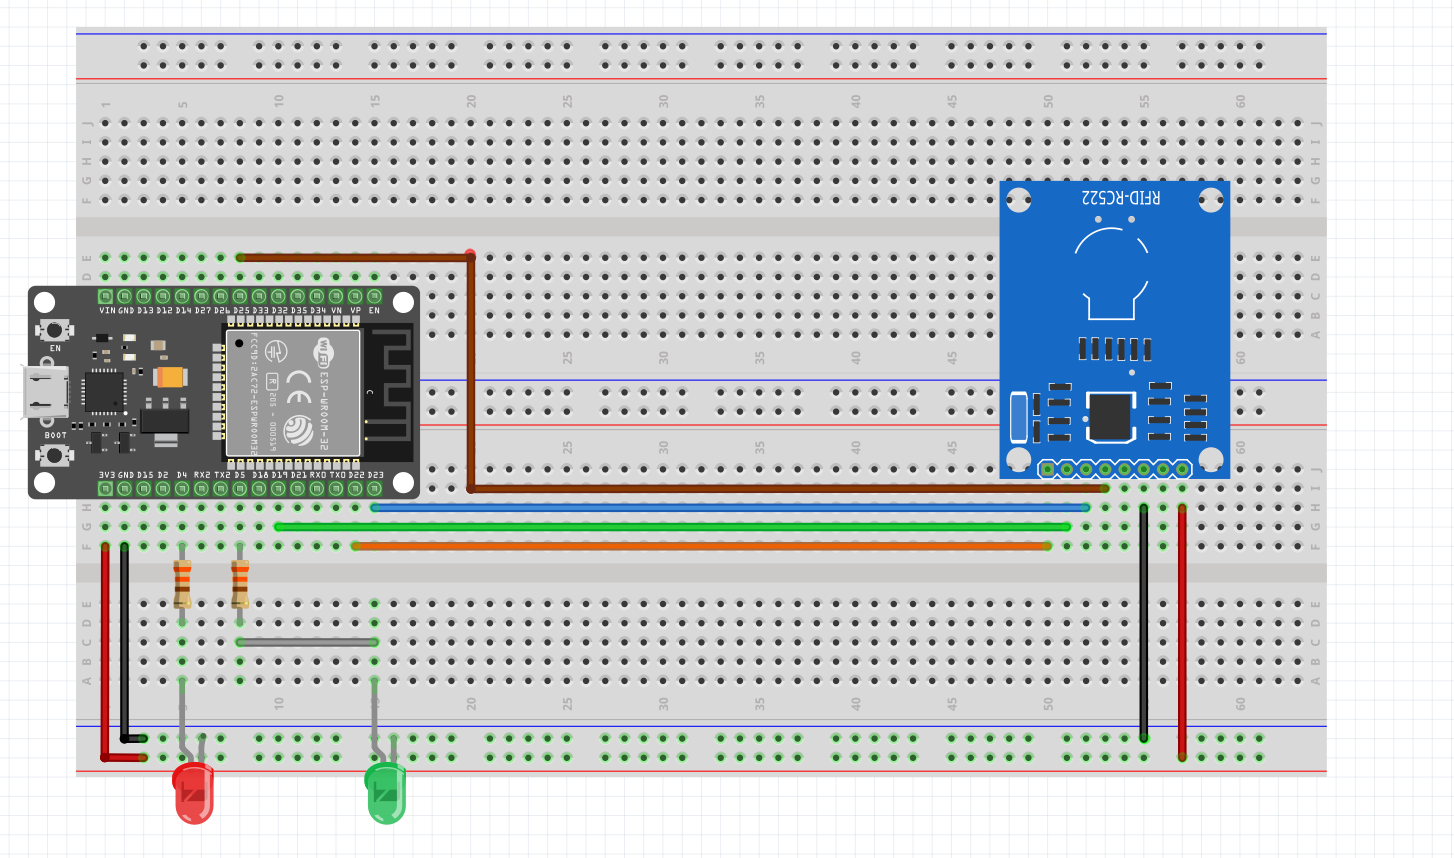 1 5 10 15 20 25 30 35 40 45 50 55 60
J J
I I
H H
G G
F F
RFID-RC522
E E
D D
C
B
A
VIN GND D13 D12 D14 D27 D26 D25 D33 D32 D35 D34 VN VP EN
EN
25 30 35 40 45 60
WiFi
ESP-WROOM-32
CE
R
205 - 000519
FCC ID:2AC7Z-ESPWROOM32
C
BOOT
25 30 35 40 45 60
3V3 GND D15 D2 D4 RX2 TX2 D5 D18 D19 D21 RX0 TX0 D22 D23
J
I
H H
G G
F F
E E
D D
C C
B B
A A
10 20 25 30 35 40 45 50 60